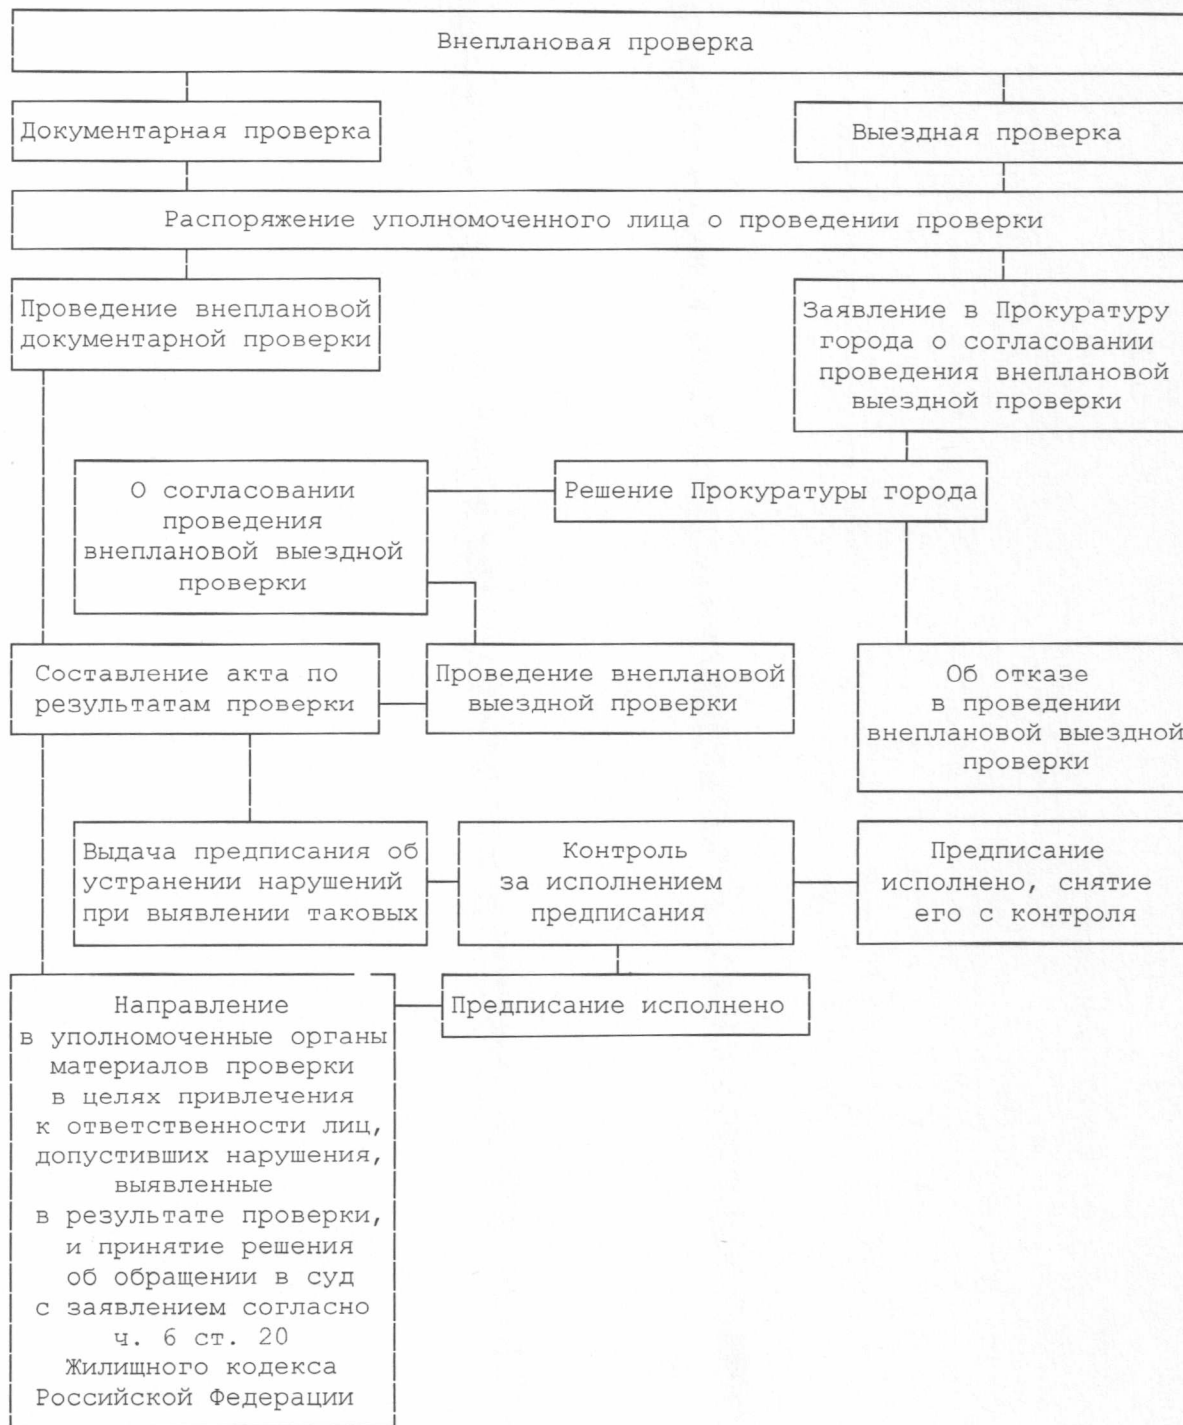 Внеплановая проверка
Документарная проверка
Выездная проверка
Распоряжение уполномоченного лица о проведении проверки
Проведение внеплановой
документарной проверки
Заявление в Прокуратуру
города о согласовании
проведения внеплановой
выездной проверки
О согласовании
проведения
внеплановой выездной
проверки
Решение Прокуратуры города
Составление акта по
результатам проверки
Проведение внеплановой
выездной проверки
Об отказе
в проведении
внеплановой выездной
проверки
Выдача предписания об
устранении нарушений
при выявлении таковых
Контроль
за исполнением
предписания
Предписание
исполнено, снятие
его с контроля
Направление
в уполномоченные органы
материалов проверки
в целях привлечения
к ответственности лиц,
допустивших нарушения,
выявленные
в результате проверки,
и принятие решения
об обращении в суд
с заявлением согласно
ч. 6 ст. 20
Жилищного кодекса
Российской Федерации
Предписание исполнено